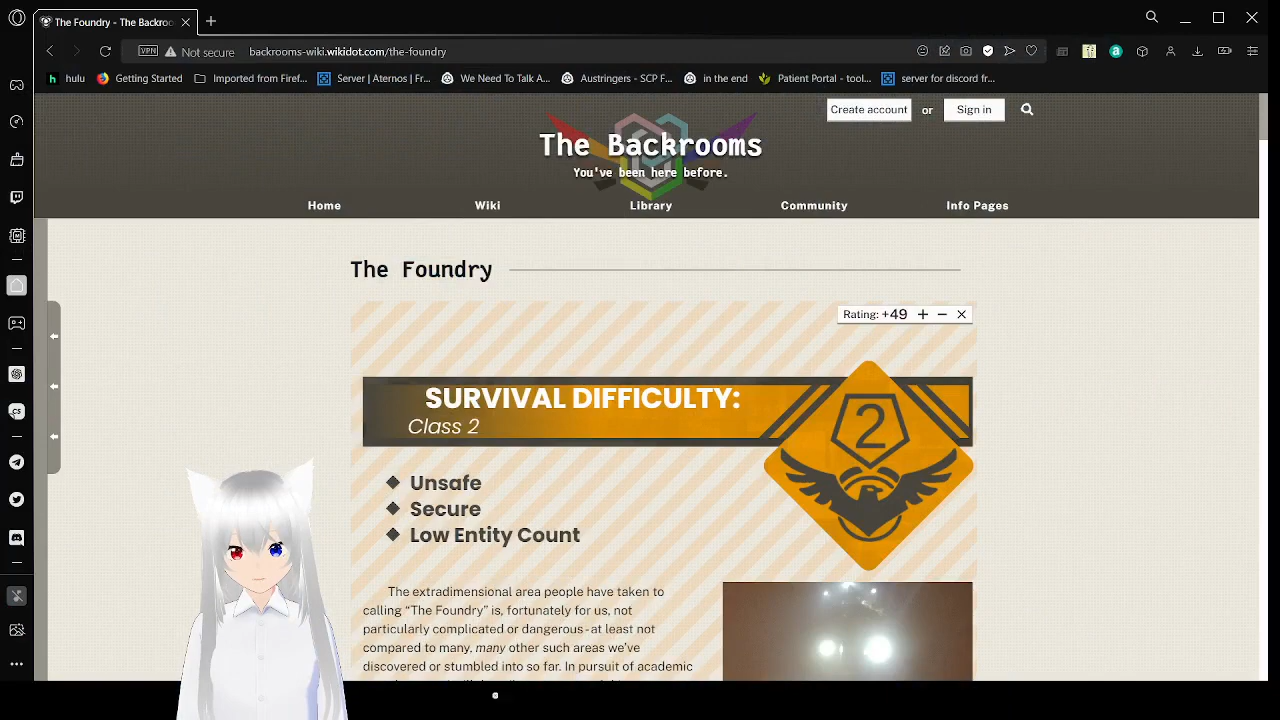 The Foundry - The Backroo
VPN Not secure backrooms-wiki.wikidot.com/the-foundry
hulu Getting Started Imported from Firef... Server | Aternos | Fr... We Need To Talk A... Austringers - SCP F... in the end Patient Portal - tool... server for discord fr...
Create account or Sign in
The Backrooms
You've been here before.
Home Wiki Library Community Info Pages
The Foundry
Rating: +49 + − ×
SURVIVAL DIFFICULTY:
Class 2
2
Unsafe
Secure
Low Entity Count
The extradimensional area people have taken to
calling “The Foundry” is, fortunately for us, not
particularly complicated or dangerous - at least not
compared to many, many other such areas we’ve
discovered or stumbled into so far. In pursuit of academic